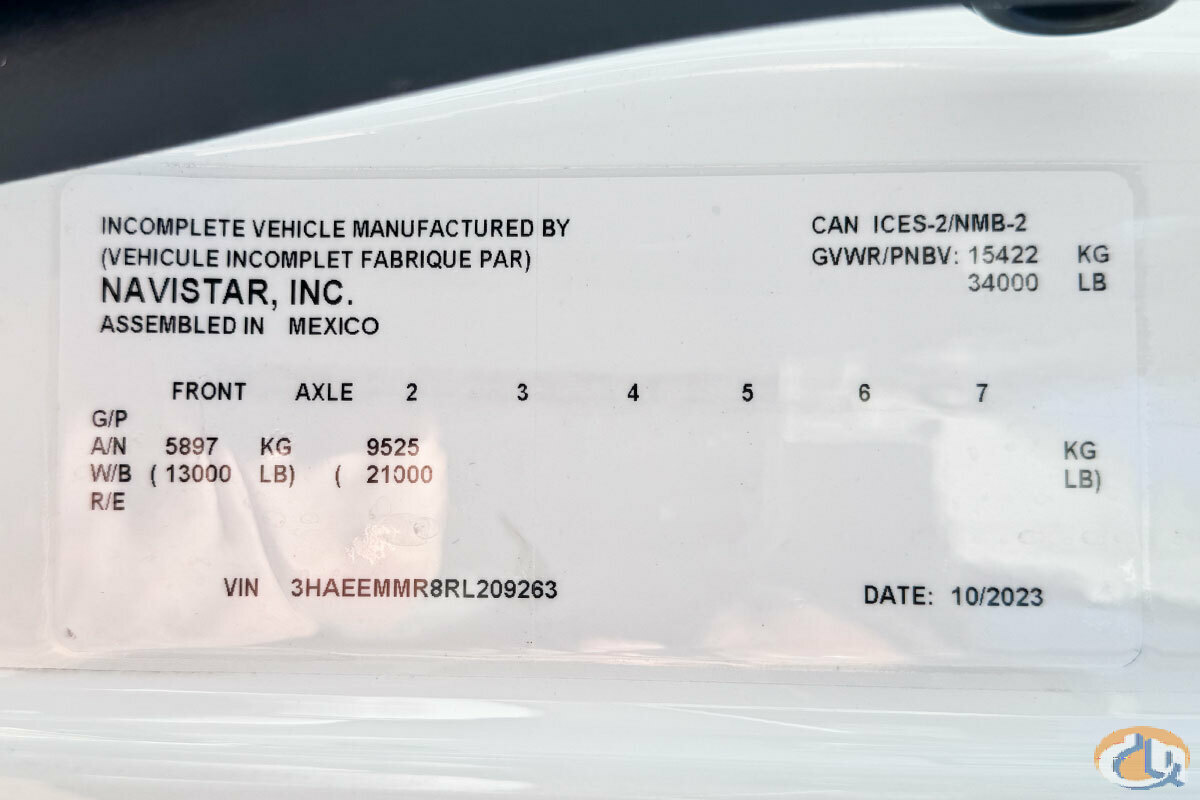 INCOMPLETE VEHICLE MANUFACTURED BY
(VEHICULE INCOMPLET FABRIQUE PAR)
NAVISTAR, INC.
ASSEMBLED IN MEXICO
CAN ICES-2/NMB-2
GVWR/PNBV: 15422 KG
34000 LB
FRONT AXLE 2 3 4 5 6 7
G/P
A/N 5897 KG 9525 KG
W/B ( 13000 LB) ( 21000 LB)
R/E
VIN 3HAEEMMR8RL209263
DATE: 10/2023